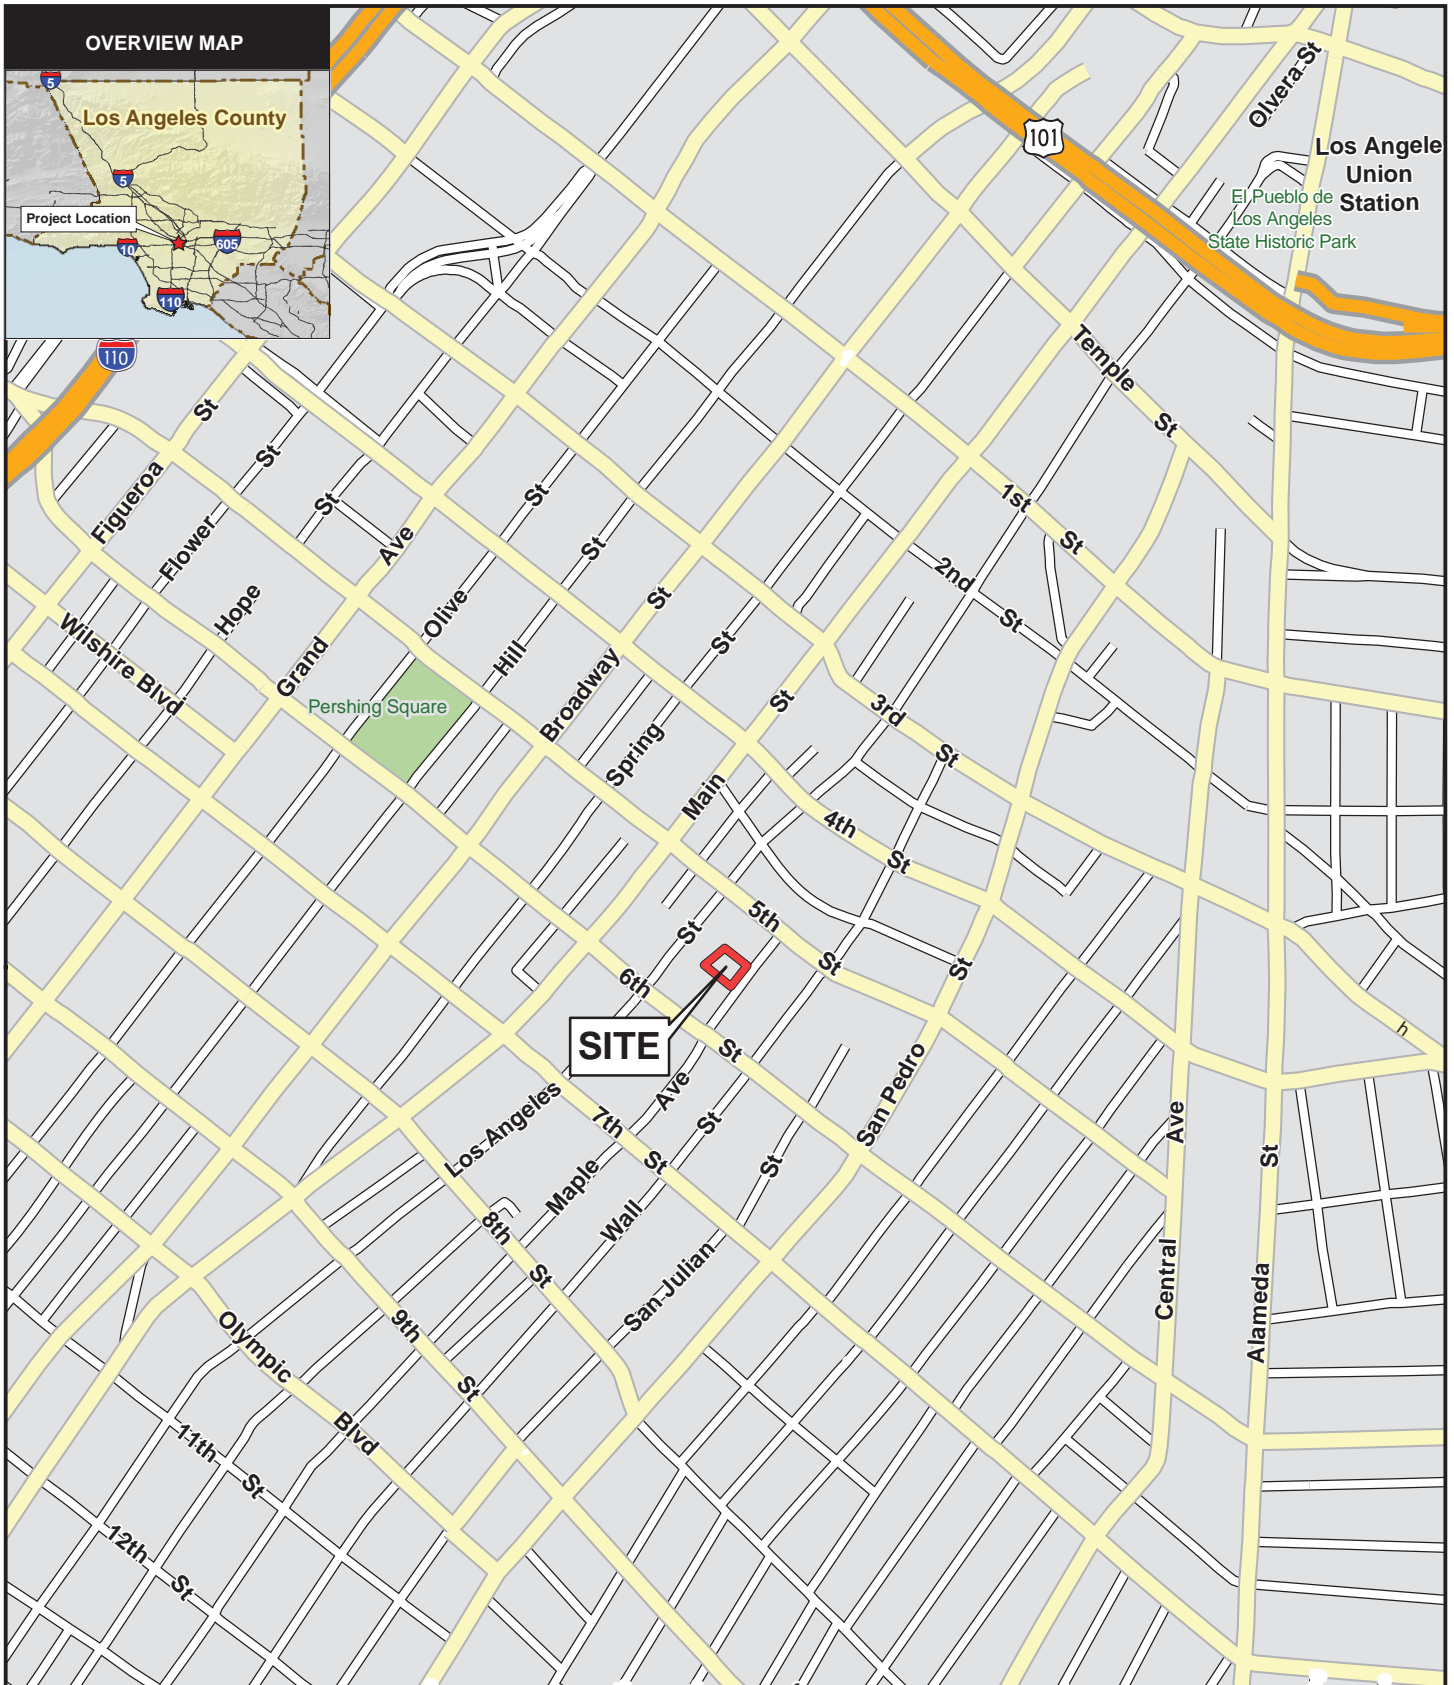 OVERVIEW MAP
5
Los Angeles County
5
Project Location
10
605
110
110
101
Olvera St
Los Angele
Union
Station
El Pueblo de
Los Angeles
State Historic Park
Temple St
Figueroa St
Flower St
Hope St
Grand Ave
Olive St
Hill St
Broadway St
Spring St
Main St
1st St
2nd St
3rd St
4th St
5th St
6th St
7th St
8th St
9th St
Wilshire Blvd
Pershing Square
SITE
Los Angeles St
Maple Ave
Wall St
San Julian St
San Pedro St
Central Ave
Alameda St
Olympic Blvd
11th St
12th St
h